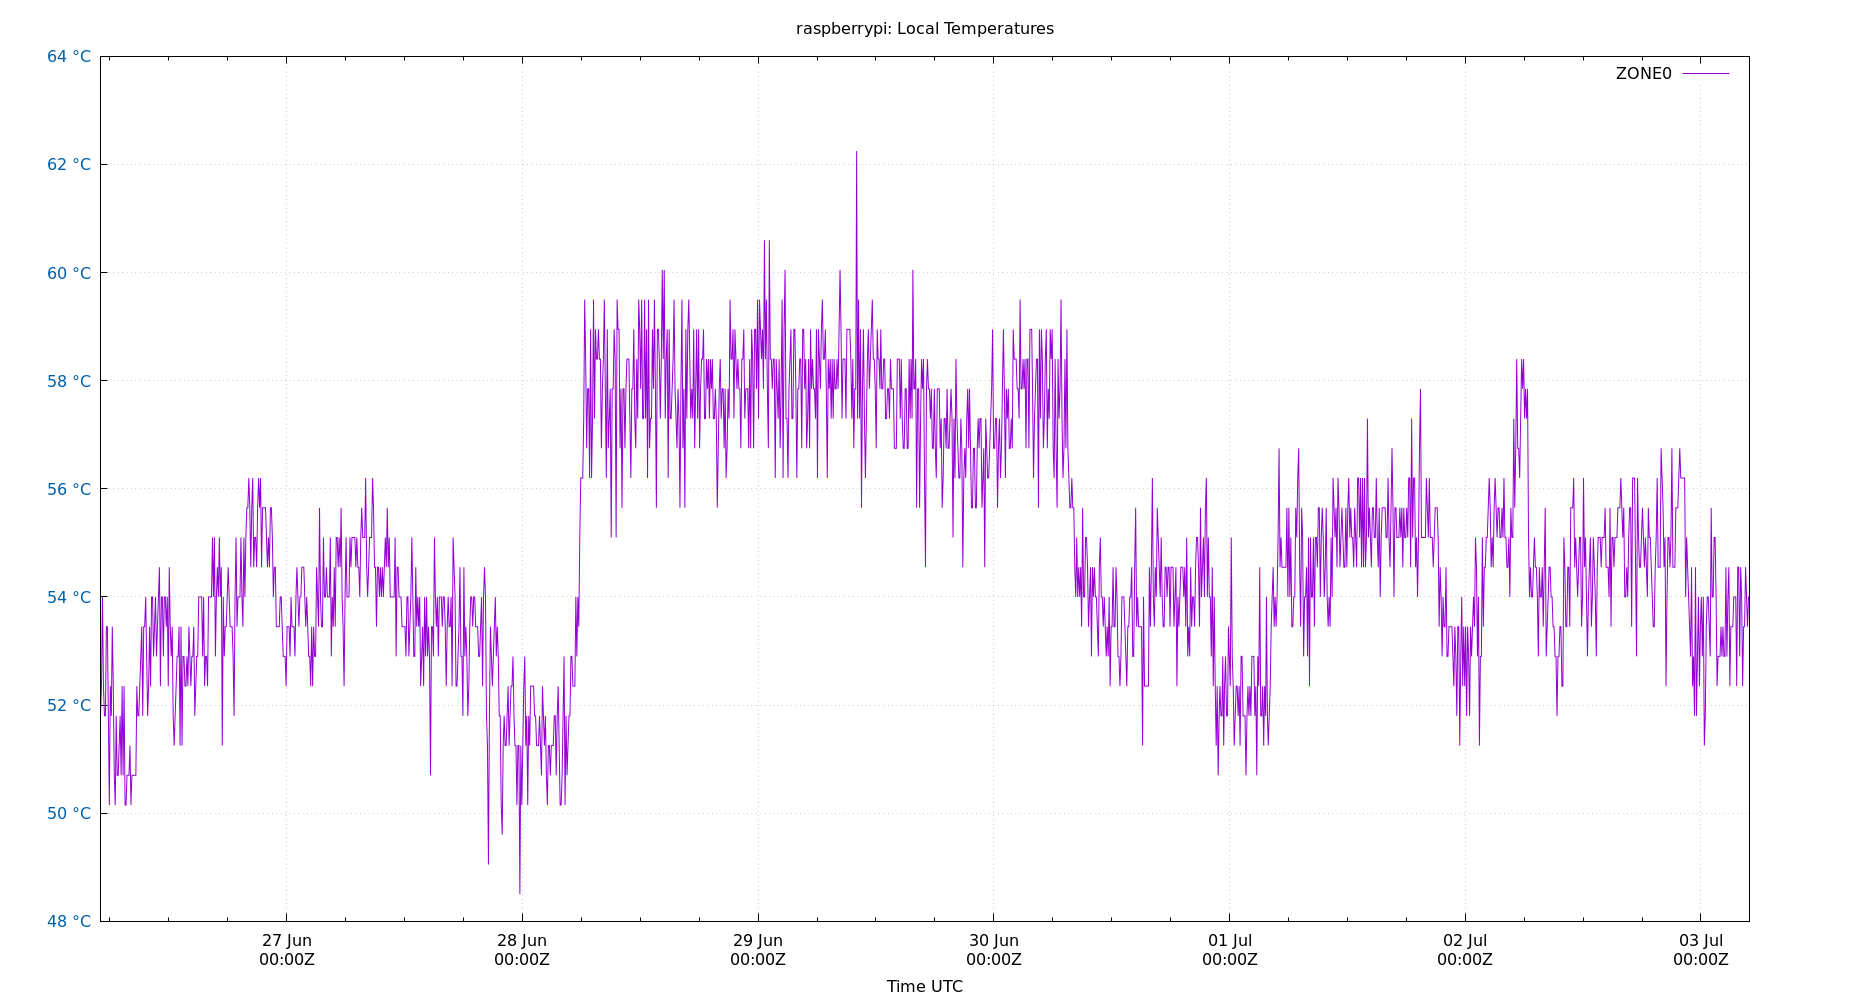 raspberrypi: Local Temperatures
64 °C
ZONE0
62 °C
60 °C
58 °C
56 °C
54 °C
52 °C
50 °C
48 °C
27 Jun 28 Jun 29 Jun 30 Jun 01 Jul 02 Jul 03 Jul
00:00Z 00:00Z 00:00Z 00:00Z 00:00Z 00:00Z 00:00Z
Time UTC